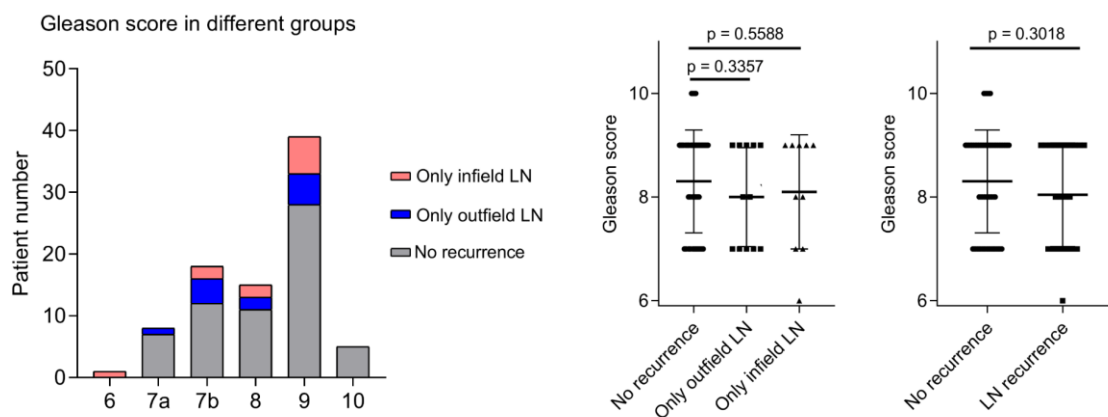 Gleason score in different groups
Patient number
50
40
30
20
10
0
6 7a 7b 8 9 10
Only infield LN
Only outfield LN
No recurrence
p = 0.5588
p = 0.3357
Gleason score
10
8
6
No recurrence
Only outfield LN
Only infield LN
p = 0.3018
Gleason score
10
8
6
No recurrence
LN recurrence